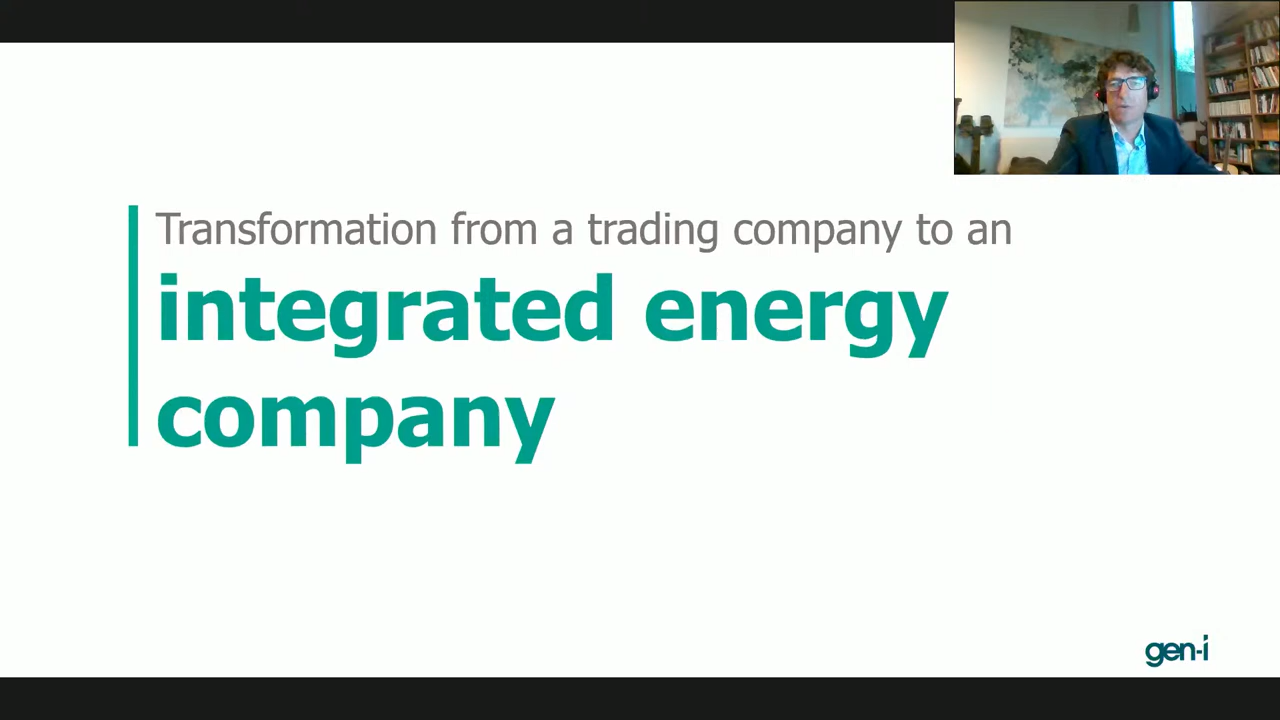 Transformation from a trading company to an
integrated energy
company
gen-i